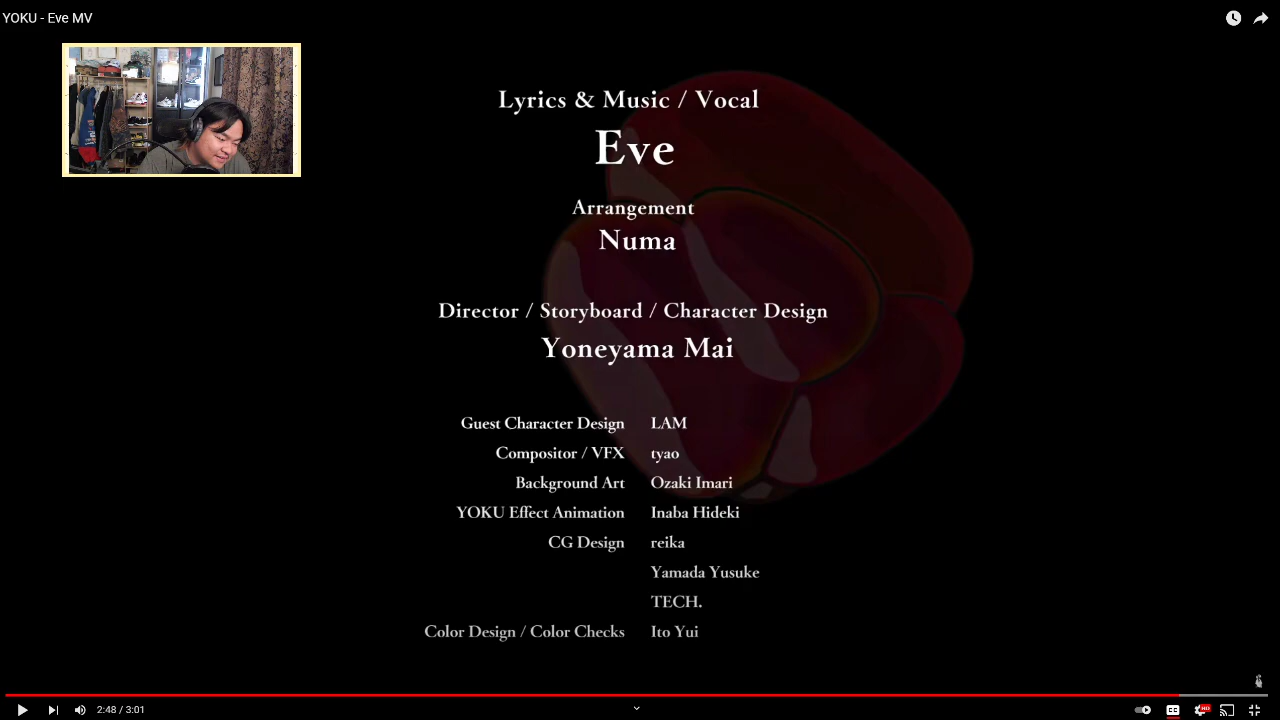 YOKU - Eve MV
Lyrics & Music / Vocal
Eve
Arrangement
Numa
Director / Storyboard / Character Design
Yoneyama Mai
Guest Character Design LAM
Compositor / VFX tyao
Background Art Ozaki Imari
YOKU Effect Animation Inaba Hideki
CG Design reika
Yamada Yusuke
TECH.
Color Design / Color Checks Ito Yui
2:48 / 3:01
CC
HD